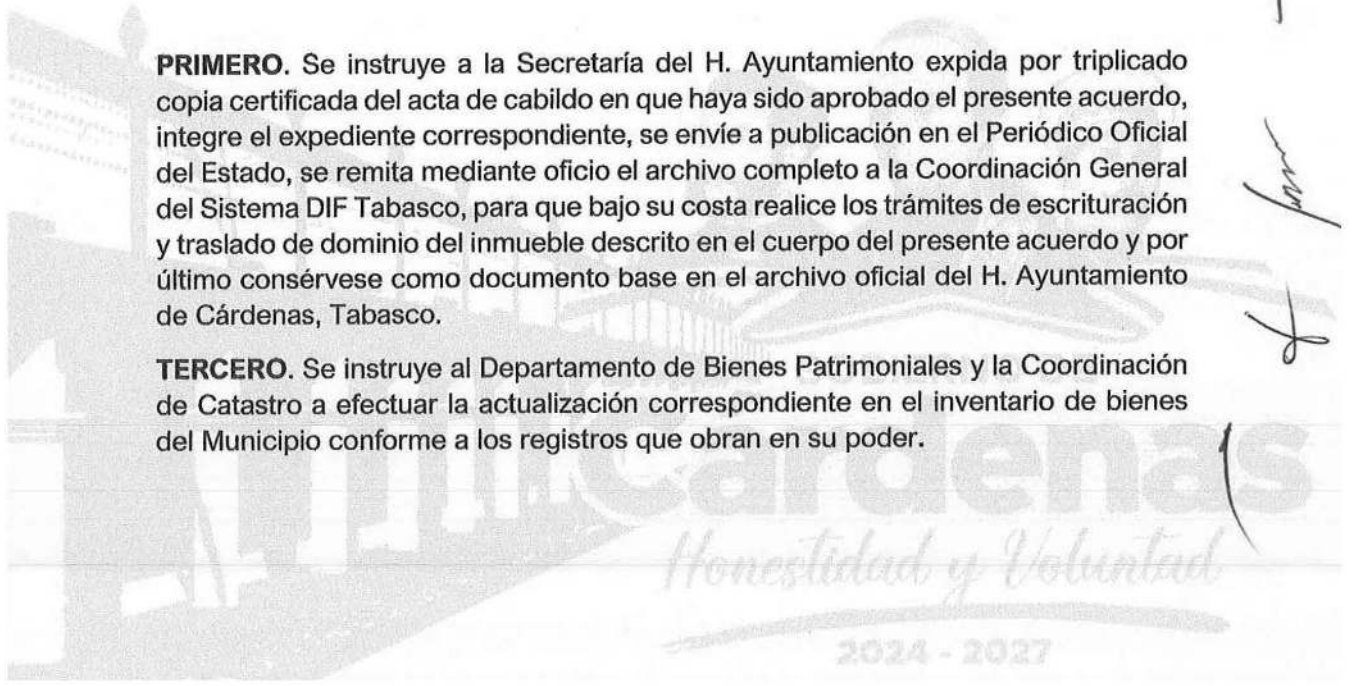 PRIMERO. Se instruye a la Secretaría del H. Ayuntamiento expida por triplicado
copia certificada del acta de cabildo en que haya sido aprobado el presente acuerdo,
integre el expediente correspondiente, se envíe a publicación en el Periódico Oficial
del Estado, se remita mediante oficio el archivo completo a la Coordinación General
del Sistema DIF Tabasco, para que bajo su costa realice los trámites de escrituración
y traslado de dominio del inmueble descrito en el cuerpo del presente acuerdo y por
último consérvese como documento base en el archivo oficial del H. Ayuntamiento
de Cárdenas, Tabasco.
TERCERO. Se instruye al Departamento de Bienes Patrimoniales y la Coordinación
de Catastro a efectuar la actualización correspondiente en el inventario de bienes
del Municipio conforme a los registros que obran en su poder.
Cárdenas
Honestidad y Voluntad
2024 - 2027